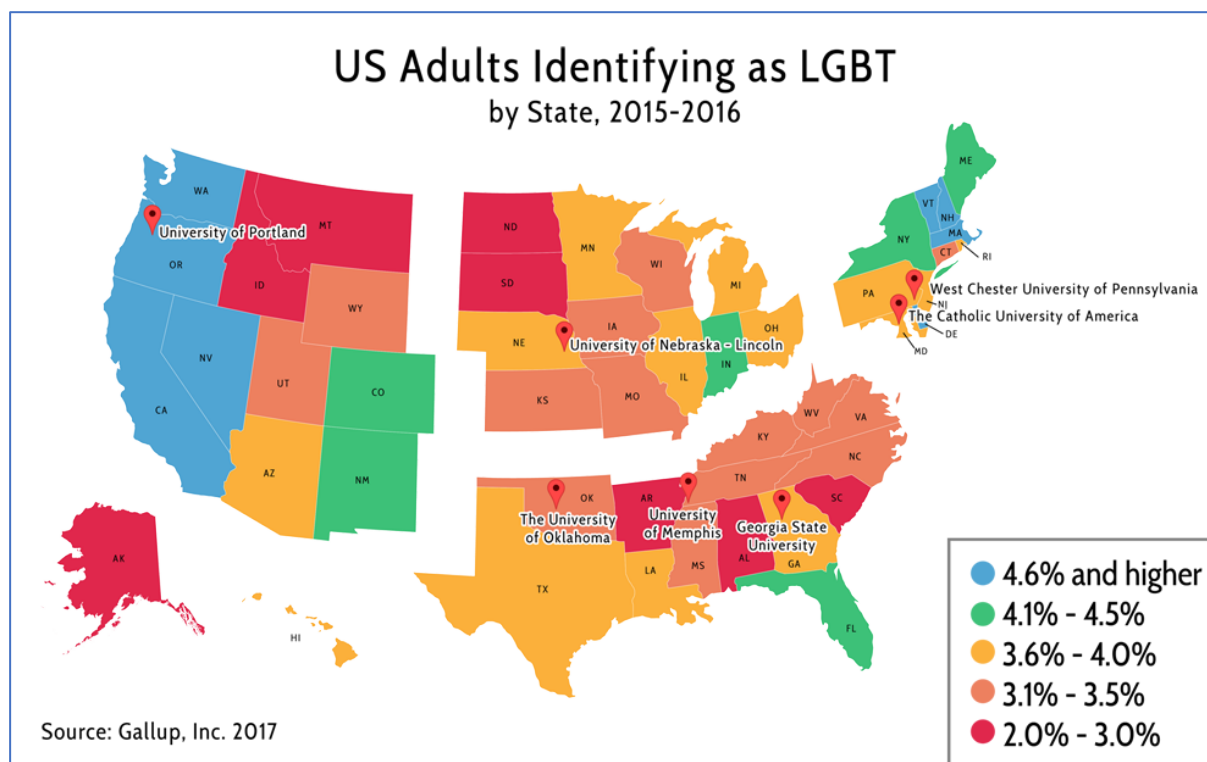 US Adults Identifying as LGBT
by State, 2015-2016
WA
University of Portland
OR
MT
ID
WY
NV
UT
CA
CO
AZ
NM
AK
HI
ND
MN
SD
WI
MI
NE
IA
University of Nebraska - Lincoln
OH
IN
IL
KS
MO
ME
VT
NH
NY
MA
CT
RI
PA
West Chester University of Pennsylvania
NJ
The Catholic University of America
DE
MD
WV
VA
KY
NC
TN
OK
AR
SC
The University
of Oklahoma
University
of Memphis
Georgia State
University
MS
AL
GA
LA
TX
FL
4.6% and higher
4.1% - 4.5%
3.6% - 4.0%
3.1% - 3.5%
2.0% - 3.0%
Source: Gallup, Inc. 2017